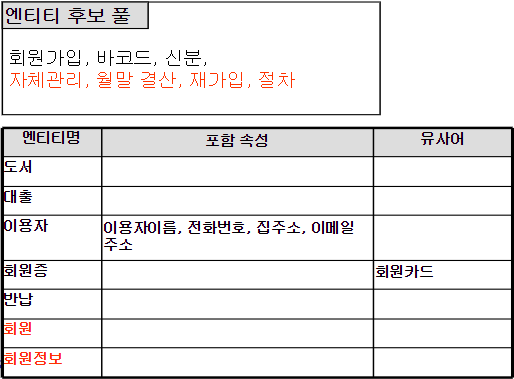 엔티티 후보 풀
회원가입, 바코드, 신분,
자체관리, 월말 결산, 재가입, 절차
엔티티명 포함 속성 유사어
도서
대출
이용자 이용자이름, 전화번호, 집주소, 이메일
주소
회원증 회원카드
반납
회원
회원정보